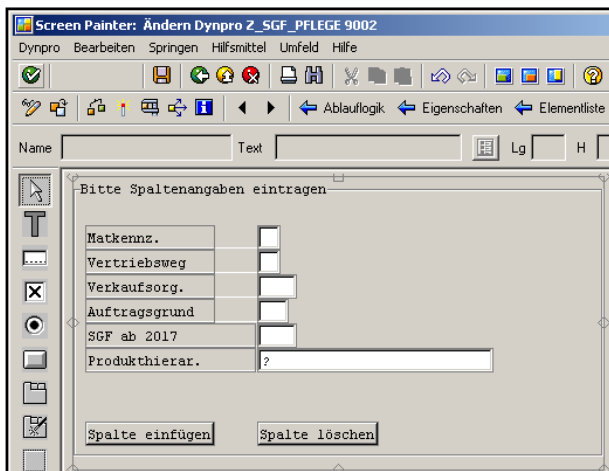 Screen Painter: Ändern Dynpro Z_SGF_PFLEGE 9002
Dynpro Bearbeiten Springen Hilfsmittel Umfeld Hilfe
Ablauflogik Eigenschaften Elementliste
Name Text Lg H
Bitte Spaltenangaben eintragen
Matkennz.
Vertriebsweg
Verkaufsorg.
Auftragsgrund
SGF ab 2017
Produkthierar. ?
Spalte einfügen Spalte löschen